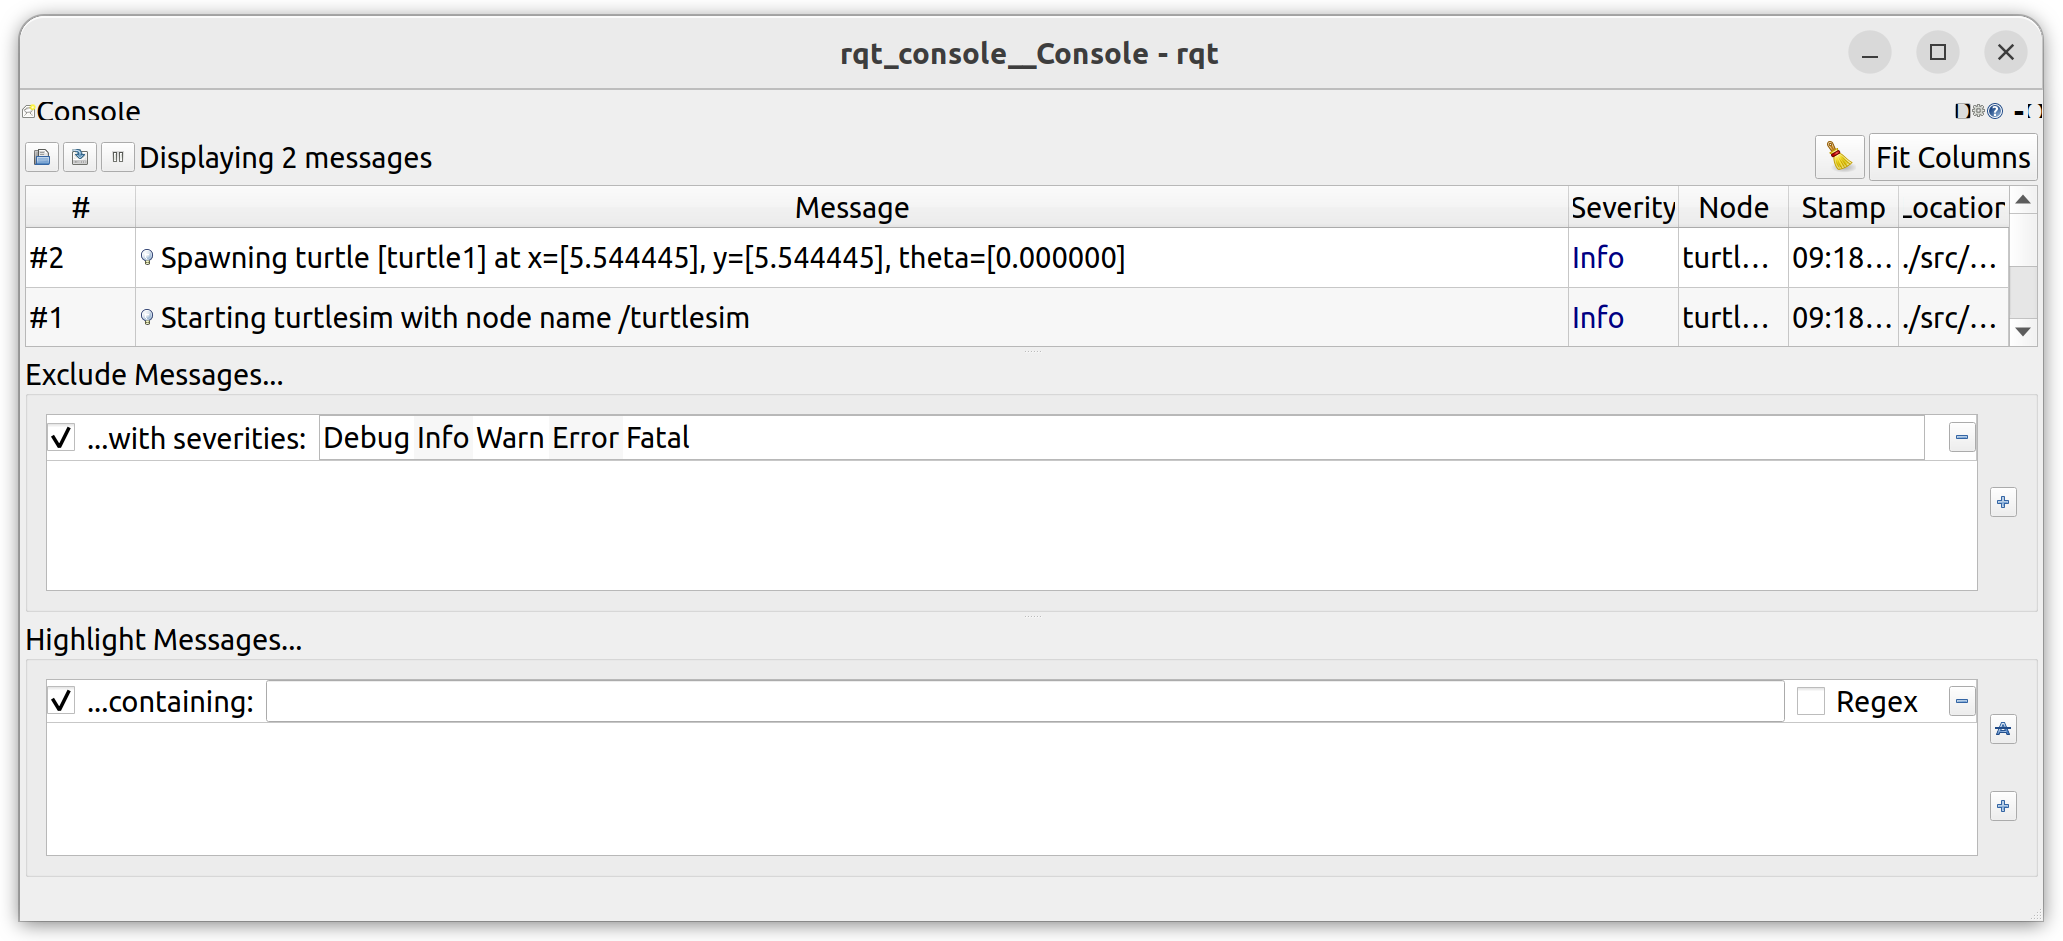 rqt_console__Console - rqt
Console
Displaying 2 messages
Fit Columns
# Message Severity Node Stamp Location
#2 Spawning turtle [turtle1] at x=[5.544445], y=[5.544445], theta=[0.000000] Info turtl... 09:18... ./src/...
#1 Starting turtlesim with node name /turtlesim Info turtl... 09:18... ./src/...
Exclude Messages...
...with severities: Debug Info Warn Error Fatal
Highlight Messages...
...containing: Regex